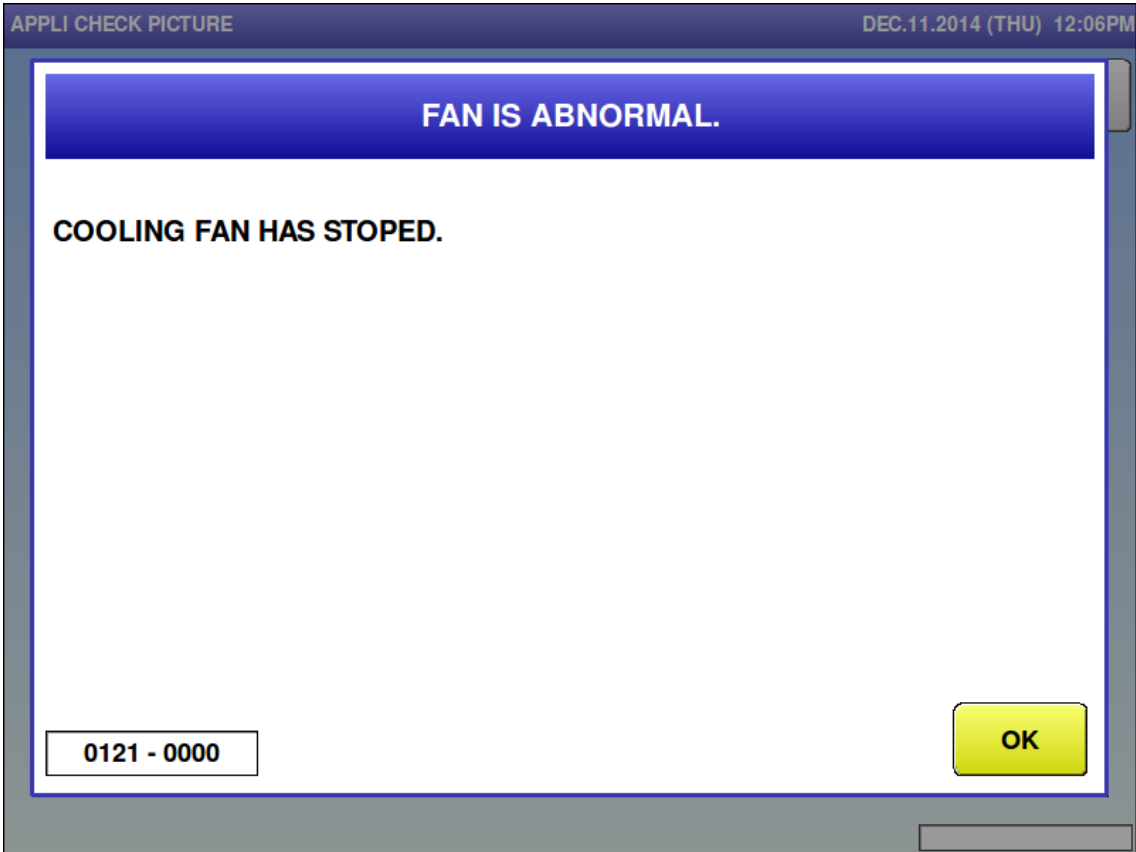 APPLI CHECK PICTURE DEC.11.2014 (THU) 12:06PM
FAN IS ABNORMAL.
COOLING FAN HAS STOPED.
0121 - 0000
OK